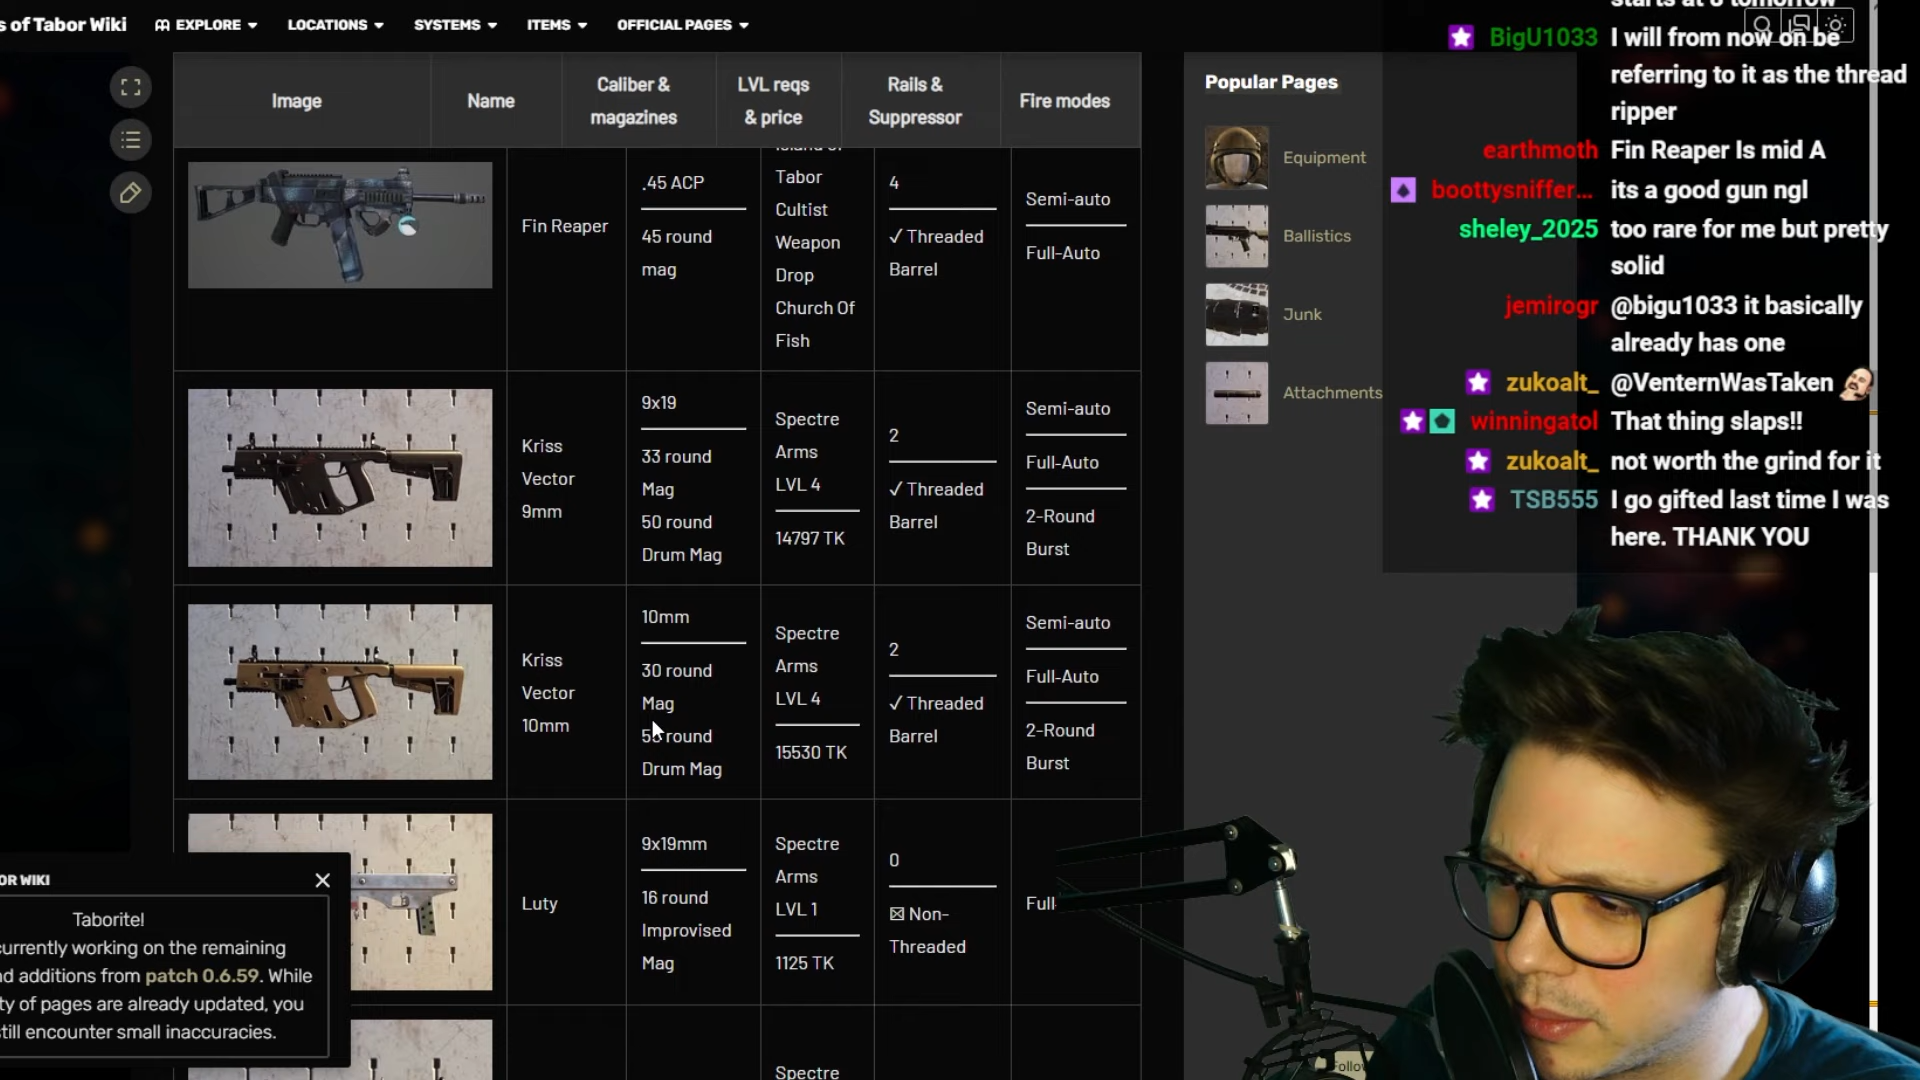 s of Tabor Wiki
EXPLORE
LOCATIONS
SYSTEMS
ITEMS
OFFICIAL PAGES
Image
Name
Caliber &
magazines
LVL reqs
& price
Rails &
Suppressor
Fire modes
Fin Reaper
.45 ACP
45 round
mag
Island of
Tabor
Cultist
Weapon
Drop
Church Of
Fish
4
✓ Threaded
Barrel
Semi-auto
Full-Auto
Kriss
Vector
9mm
9x19
33 round
Mag
50 round
Drum Mag
Spectre
Arms
LVL 4
14797 TK
2
✓ Threaded
Barrel
Semi-auto
Full-Auto
2-Round
Burst
Kriss
Vector
10mm
10mm
30 round
Mag
round
Drum Mag
Spectre
Arms
LVL 4
15530 TK
2
✓ Threaded
Barrel
Semi-auto
Full-Auto
2-Round
Burst
Luty
9x19mm
16 round
Improvised
Mag
Spectre
Arms
LVL 1
1125 TK
0
☒ Non-
Threaded
Full-
Spectre
OR WIKI
Taborite!
currently working on the remaining
nd additions from patch 0.6.59. While
ty of pages are already updated, you
still encounter small inaccuracies.
Popular Pages
Equipment
Ballistics
Junk
Attachments
starts at 8 tomorrow
BigU1033 I will from now on be
referring to it as the thread
ripper
earthmoth Fin Reaper Is mid A
boottysniffer... its a good gun ngl
sheley_2025 too rare for me but pretty
solid
jemirogr @bigu1033 it basically
already has one
zukoalt_ @VenternWasTaken
winningatol That thing slaps!!
zukoalt_ not worth the grind for it
TSB555 I go gifted last time I was
here. THANK YOU
Follow